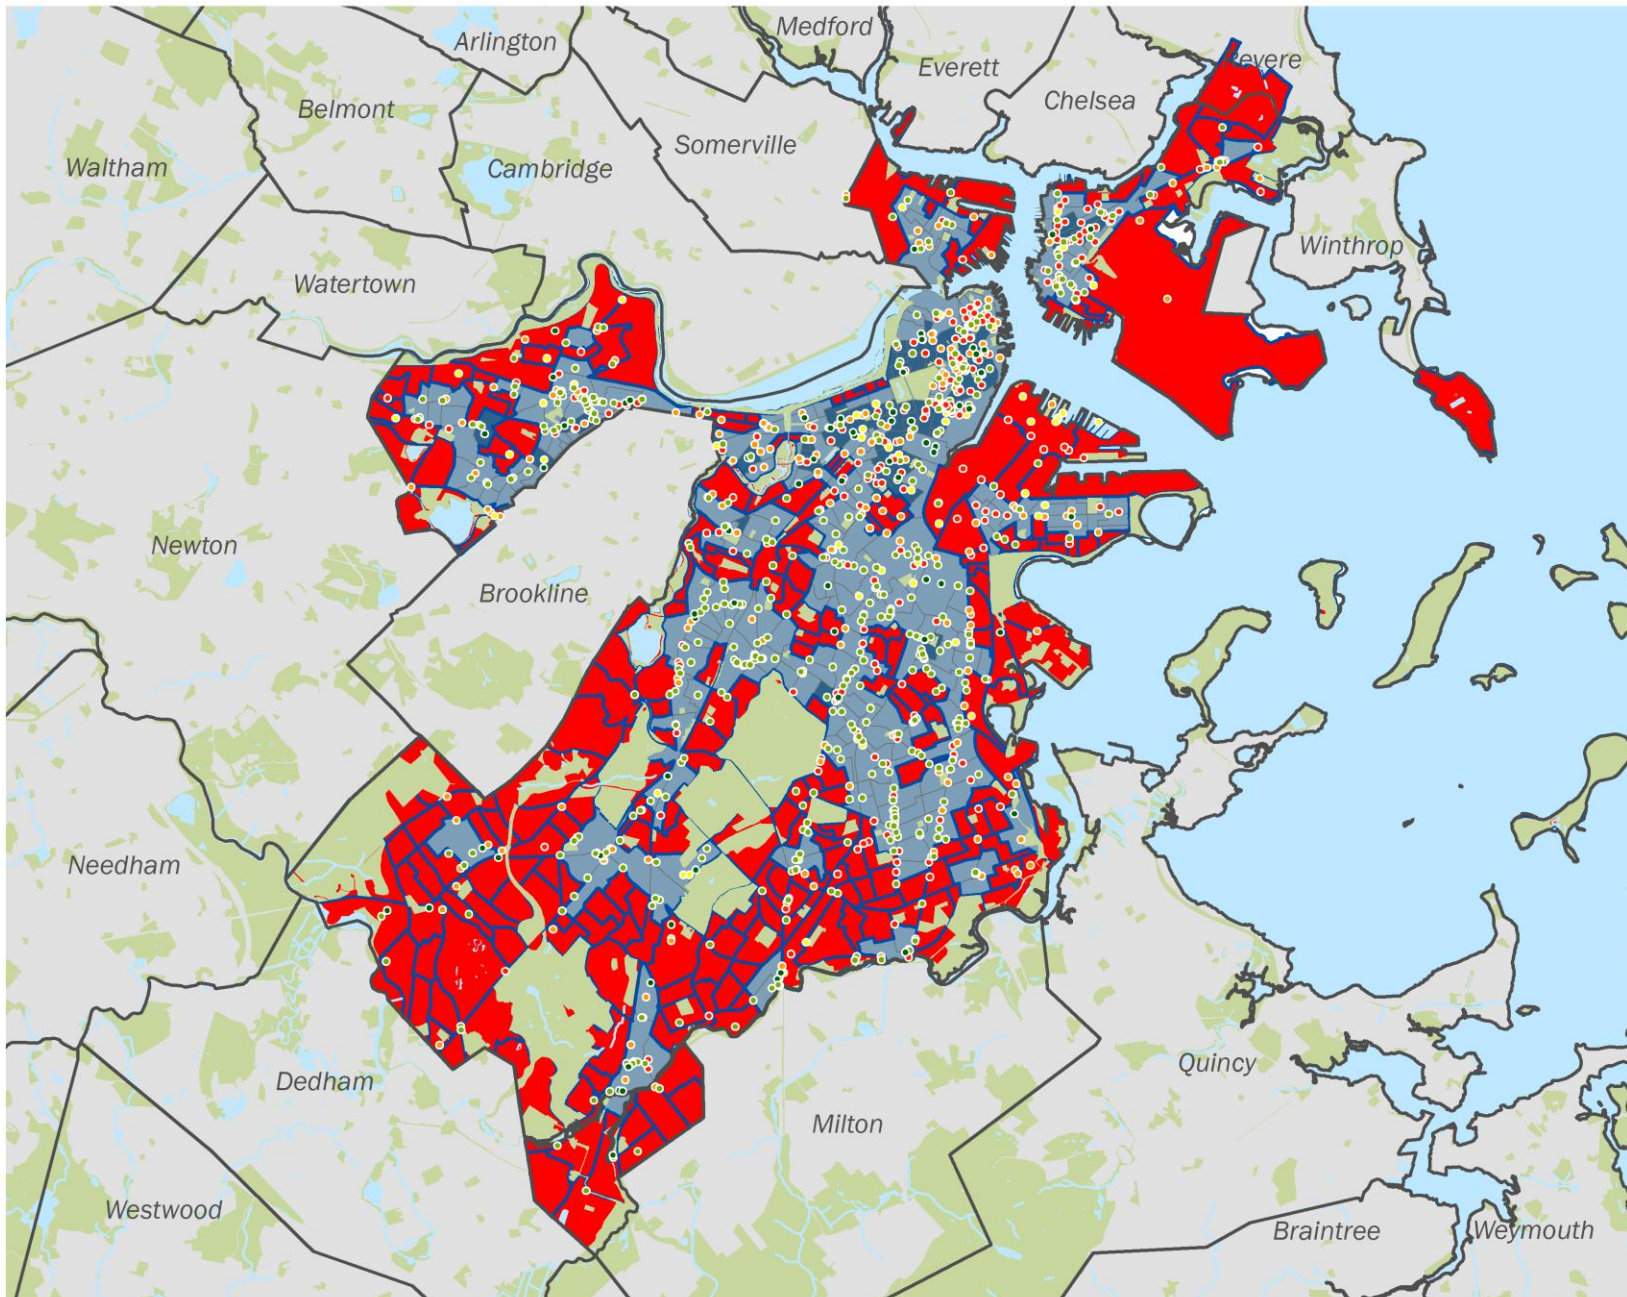 Medford
Arlington
Everett
Revere
Chelsea
Belmont
Somerville
Waltham
Cambridge
Winthrop
Watertown
Newton
Brookline
Needham
Quincy
Dedham
Milton
Westwood
Braintree
Weymouth